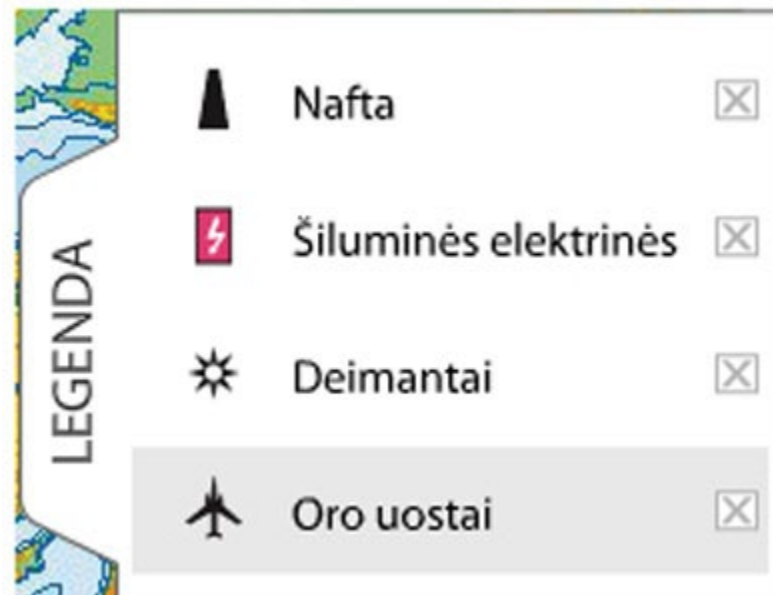 LEGENDA
Nafta
Šiluminės elektrinės
Deimantai
Oro uostai